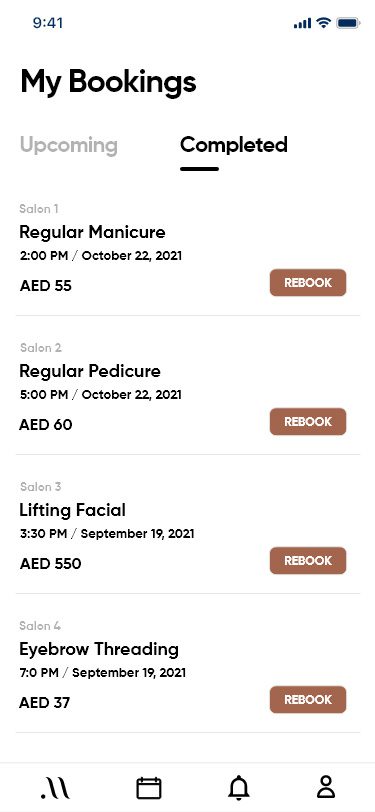 9:41
My Bookings
Upcoming Completed
Salon 1
Regular Manicure
2:00 PM / October 22, 2021
AED 55 REBOOK
Salon 2
Regular Pedicure
5:00 PM / October 22, 2021
AED 60 REBOOK
Salon 3
Lifting Facial
3:30 PM / September 19, 2021
AED 550 REBOOK
Salon 4
Eyebrow Threading
7:0 PM / September 19, 2021
AED 37 REBOOK